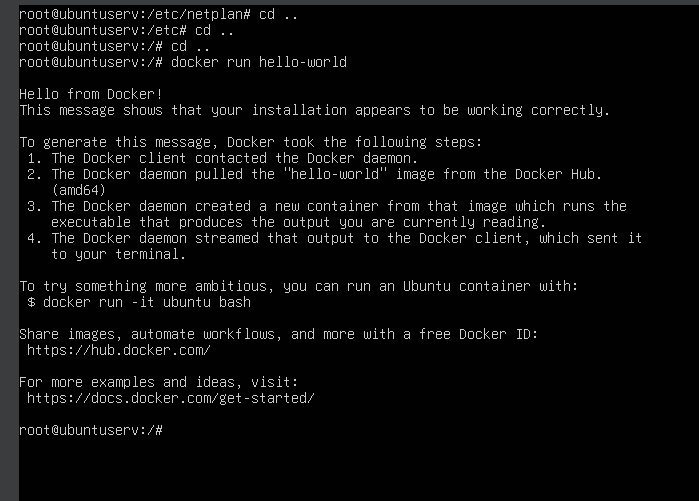 root@ubuntuserv:/etc/netplan# cd ..
root@ubuntuserv:/etc# cd ..
root@ubuntuserv:/# cd ..
root@ubuntuserv:/# docker run hello-world

Hello from Docker!
This message shows that your installation appears to be working correctly.

To generate this message, Docker took the following steps:
 1. The Docker client contacted the Docker daemon.
 2. The Docker daemon pulled the "hello-world" image from the Docker Hub.
    (amd64)
 3. The Docker daemon created a new container from that image which runs the
    executable that produces the output you are currently reading.
 4. The Docker daemon streamed that output to the Docker client, which sent it
    to your terminal.

To try something more ambitious, you can run an Ubuntu container with:
 $ docker run -it ubuntu bash

Share images, automate workflows, and more with a free Docker ID:
 https://hub.docker.com/

For more examples and ideas, visit:
 https://docs.docker.com/get-started/

root@ubuntuserv:/#